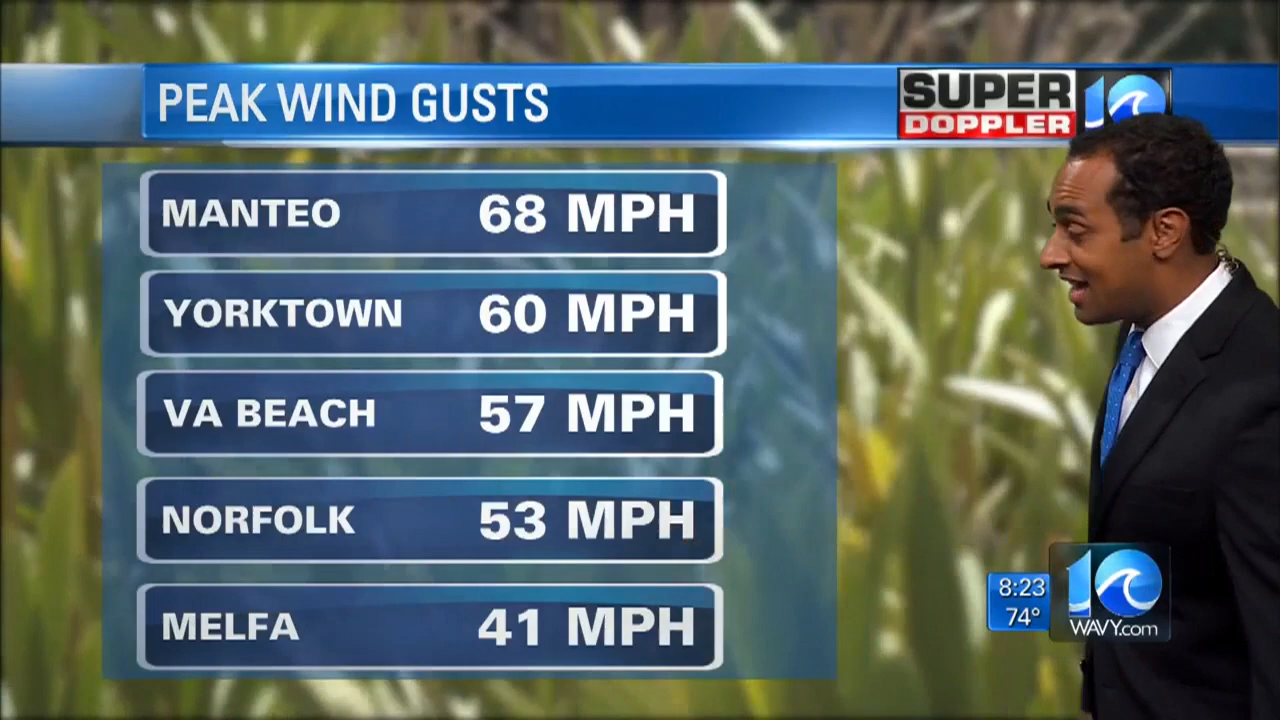 PEAK WIND GUSTS
SUPER 10
DOPPLER
MANTEO 68 MPH
YORKTOWN 60 MPH
VA BEACH 57 MPH
NORFOLK 53 MPH
MELFA 41 MPH
8:23
74°
10
WAVY.com